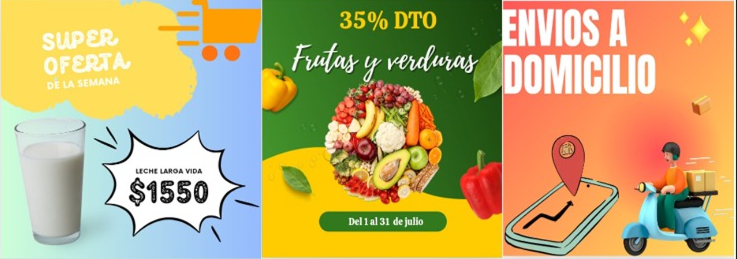 SUPER
OFERTA
DE LA SEMANA
LECHE LARGA VIDA
$1550
35% DTO
Frutas y verduras
Del 1 al 31 de julio
ENVIOS A
DOMICILIO